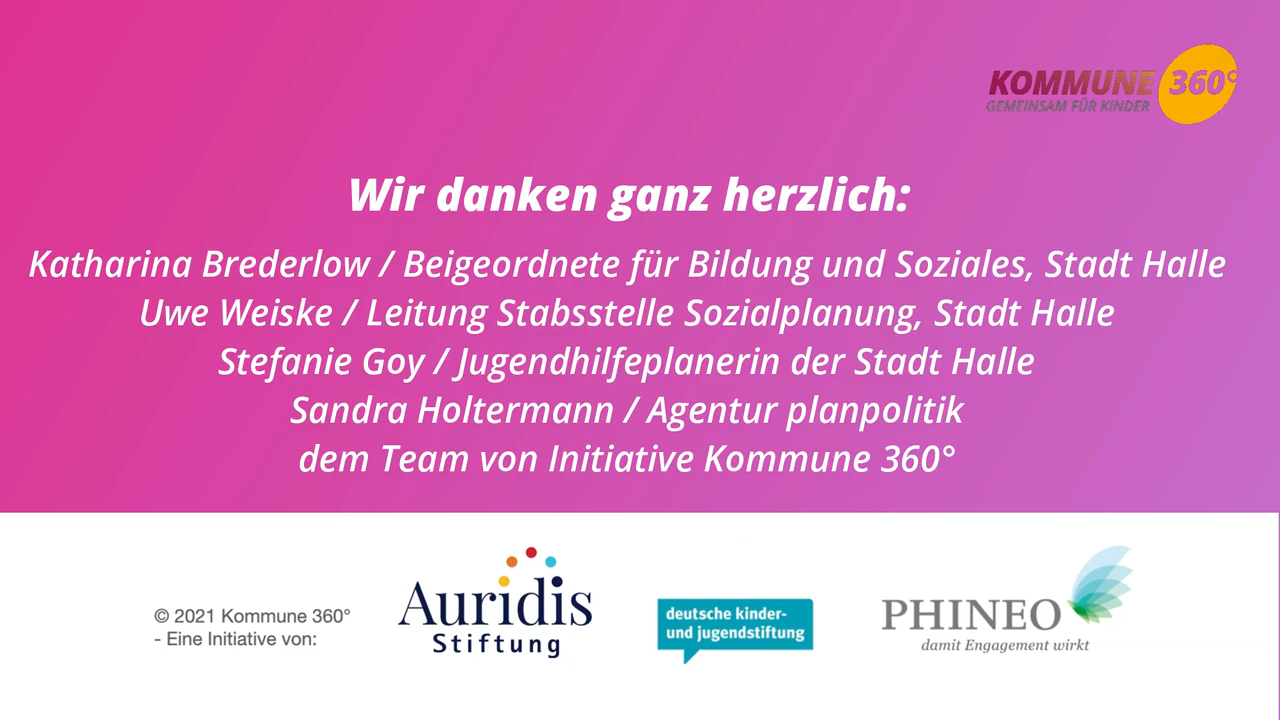 KOMMUNE 360°
GEMEINSAM FÜR KINDER
Wir danken ganz herzlich:
Katharina Brederlow / Beigeordnete für Bildung und Soziales, Stadt Halle
Uwe Weiske / Leitung Stabsstelle Sozialplanung, Stadt Halle
Stefanie Goy / Jugendhilfeplanerin der Stadt Halle
Sandra Holtermann / Agentur planpolitik
dem Team von Initiative Kommune 360°
© 2021 Kommune 360°
- Eine Initiative von:
Auridis
Stiftung
deutsche kinder-
und jugendstiftung
PHINEO
damit Engagement wirkt